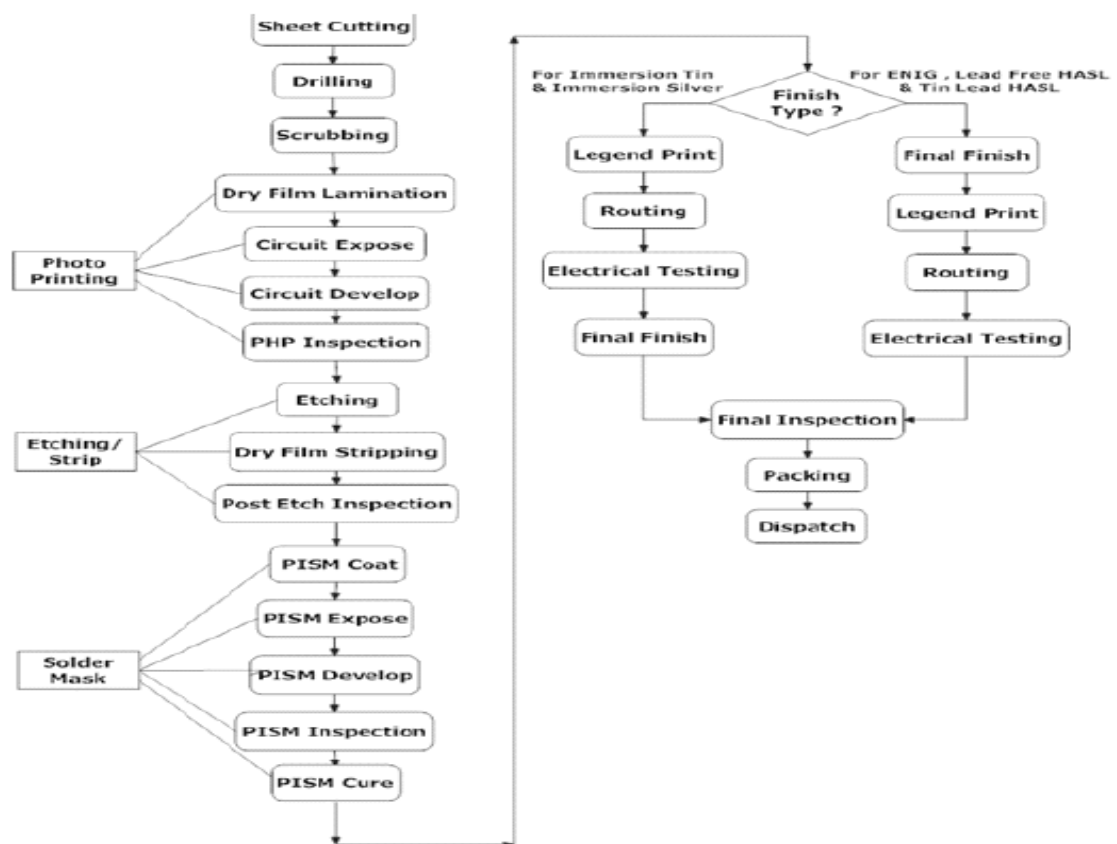 Sheet Cutting
Drilling
Scrubbing
Dry Film Lamination
Circuit Expose
Photo
Printing
Circuit Develop
PHP Inspection
Etching
Etching/
Strip
Dry Film Stripping
Post Etch Inspection
PISM Coat
PISM Expose
Solder
Mask
PISM Develop
PISM Inspection
PISM Cure
For Immersion Tin
& Immersion Silver
Finish
Type ?
For ENIG , Lead Free HASL
& Tin Lead HASL
Legend Print
Routing
Electrical Testing
Final Finish
Final Finish
Legend Print
Routing
Electrical Testing
Final Inspection
Packing
Dispatch